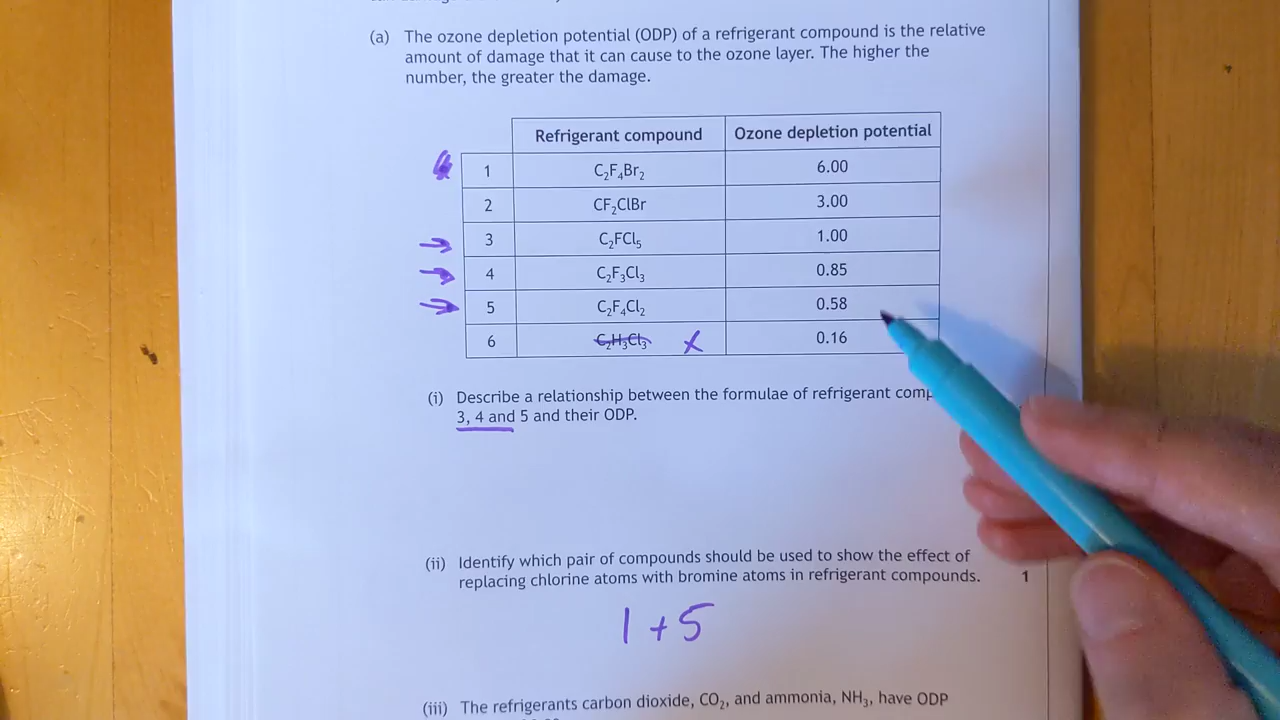 (a) The ozone depletion potential (ODP) of a refrigerant compound is the relative
amount of damage that it can cause to the ozone layer. The higher the
number, the greater the damage.
Refrigerant compound Ozone depletion potential
1 C₂F₄Br₂ 6.00
2 CF₂ClBr 3.00
3 C₂FCl₅ 1.00
4 C₂F₃Cl₃ 0.85
5 C₂F₄Cl₂ 0.58
6 C₂H₃Cl₃ X 0.16
(i) Describe a relationship between the formulae of refrigerant
3, 4 and 5 and their ODP.
(ii) Identify which pair of compounds should be used to show the effect of
replacing chlorine atoms with bromine atoms in refrigerant compounds. 1
1 + 5
(iii) The refrigerants carbon dioxide, CO₂, and ammonia, NH₃, have ODP